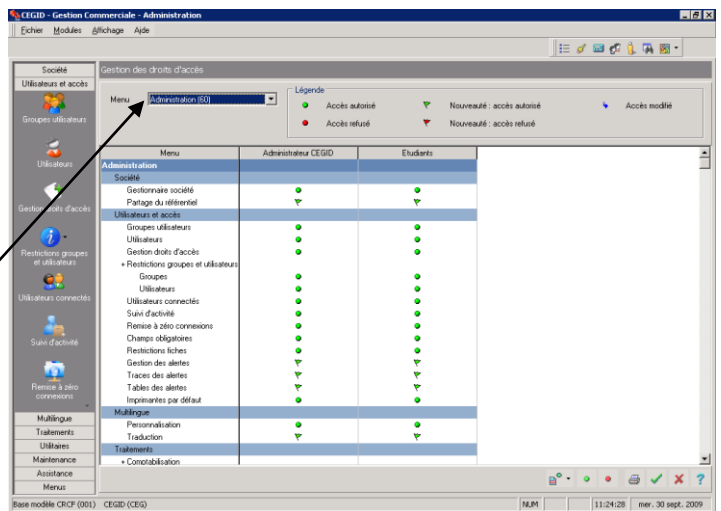 CEGID - Gestion Commerciale - Administration
Fichier Modules Affichage Aide
Société
Utilisateurs et accès
Groupes utilisateurs
Utilisateurs
Gestion droits d'accès
Restrictions groupes
et utilisateurs
Utilisateurs connectés
Suivi d'activité
Remise à zéro
connexions
Multilingue
Traitements
Utilitaires
Maintenance
Assistance
Menus
Gestion des droits d'accès
Menu Administration (60)
Légende
Accès autorisé Nouveauté : accès autorisé Accès modifié
Accès refusé Nouveauté : accès refusé
Menu Administrateur CEGID Etudiants
Administration
Société
Gestionnaire société
Partage du référentiel
Utilisateurs et accès
Groupes utilisateurs
Utilisateurs
Gestion droits d'accès
+ Restrictions groupes et utilisateurs
Groupes
Utilisateurs
Utilisateurs connectés
Suivi d'activité
Remise à zéro connexions
Champs obligatoires
Restrictions fiches
Gestion des alertes
Traces des alertes
Tables des alertes
Imprimantes par défaut
Multilingue
Personnalisation
Traduction
Traitements
+ Comptabilisation
Base modèle CRCF (001) CEGID (CEG) NUM 11:24:28 mer. 30 sept. 2009